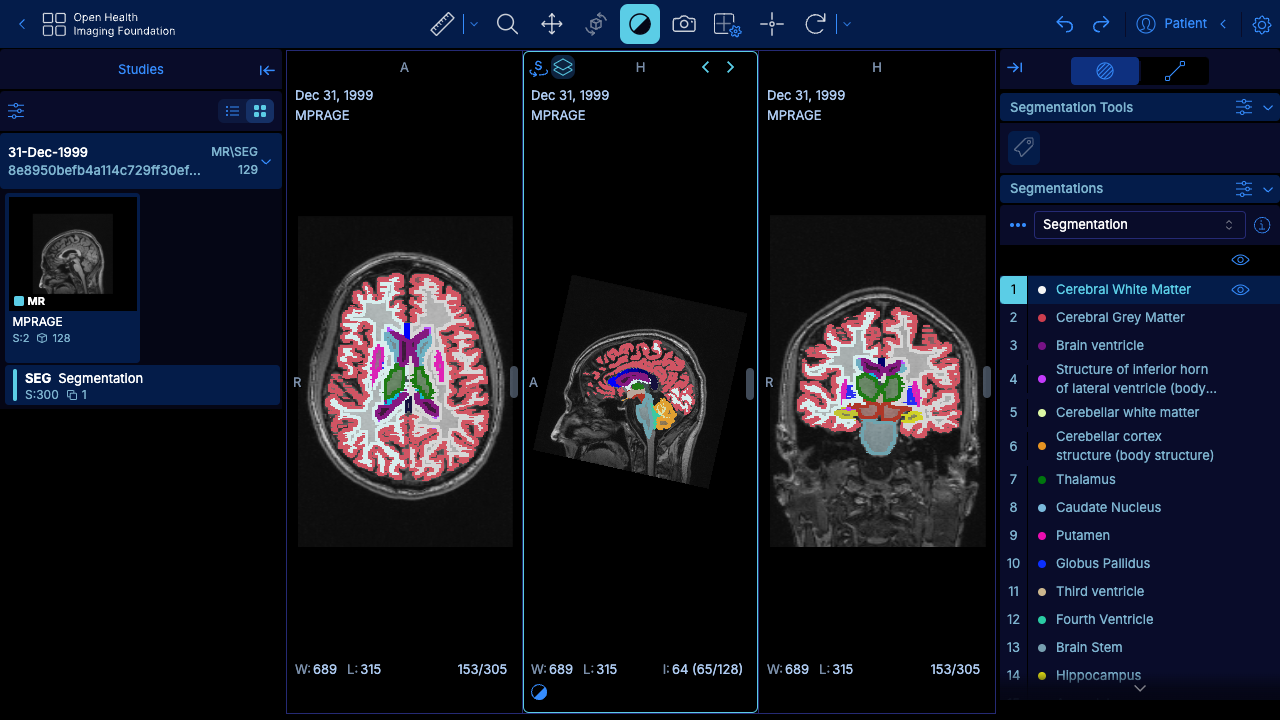 Open Health
Imaging Foundation
Patient
Studies
31-Dec-1999
MR\SEG
8e8950befb4a114c729ff30ef...
129
MR
MPRAGE
S:2 128
SEG Segmentation
S:300 1
A
Dec 31, 1999
MPRAGE
R
W:689 L:315 153/305
S
H
Dec 31, 1999
MPRAGE
A
W:689 L:315 I:64 (65/128)
H
Dec 31, 1999
MPRAGE
R
W:689 L:315 153/305
Segmentation Tools
Segmentations
Segmentation
1 Cerebral White Matter
2 Cerebral Grey Matter
3 Brain ventricle
4 Structure of inferior horn
of lateral ventricle (body...
5 Cerebellar white matter
6 Cerebellar cortex
structure (body structure)
7 Thalamus
8 Caudate Nucleus
9 Putamen
10 Globus Pallidus
11 Third ventricle
12 Fourth Ventricle
13 Brain Stem
14 Hippocampus